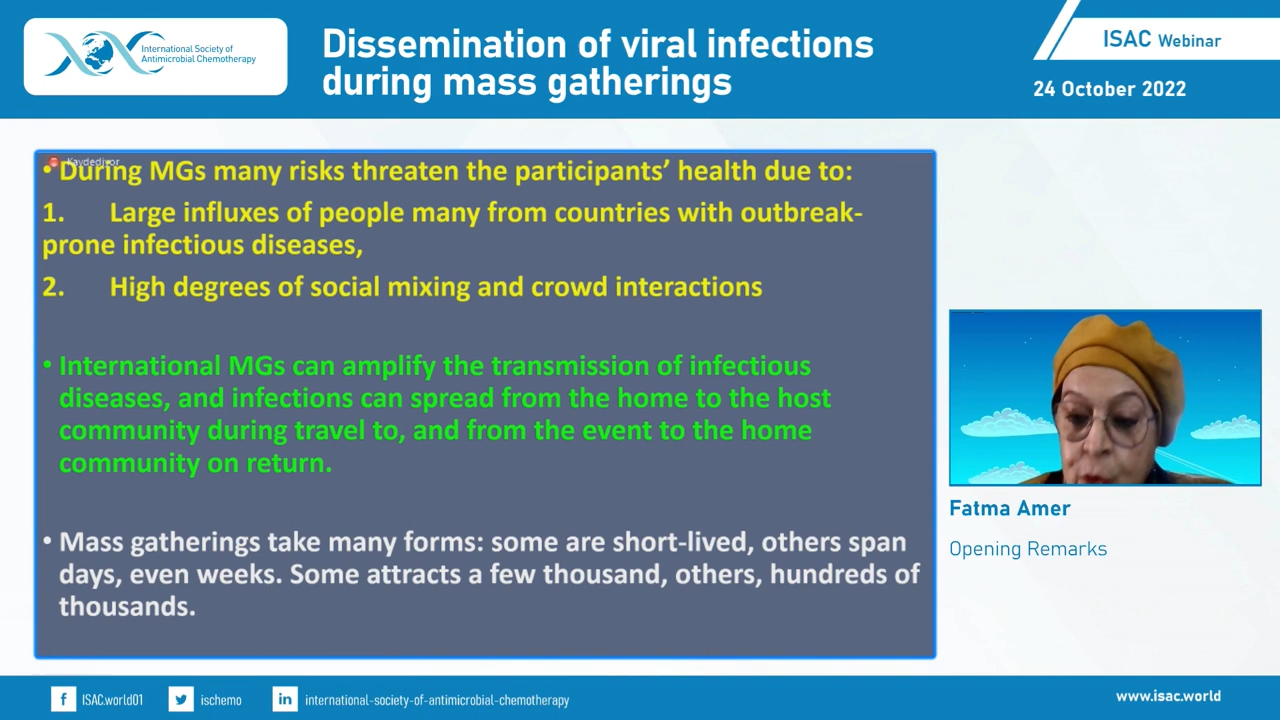 International Society of
Antimicrobial Chemotherapy
Dissemination of viral infections
during mass gatherings
ISAC Webinar
24 October 2022
Kaydediyor
• During MGs many risks threaten the participants’ health due to:
1. Large influxes of people many from countries with outbreak-
prone infectious diseases,
2. High degrees of social mixing and crowd interactions
• International MGs can amplify the transmission of infectious
diseases, and infections can spread from the home to the host
community during travel to, and from the event to the home
community on return.
• Mass gatherings take many forms: some are short-lived, others span
days, even weeks. Some attracts a few thousand, others, hundreds of
thousands.
Fatma Amer
Opening Remarks
f ISAC.world01
ischemo
in international-society-of-antimicrobial-chemotherapy
www.isac.world